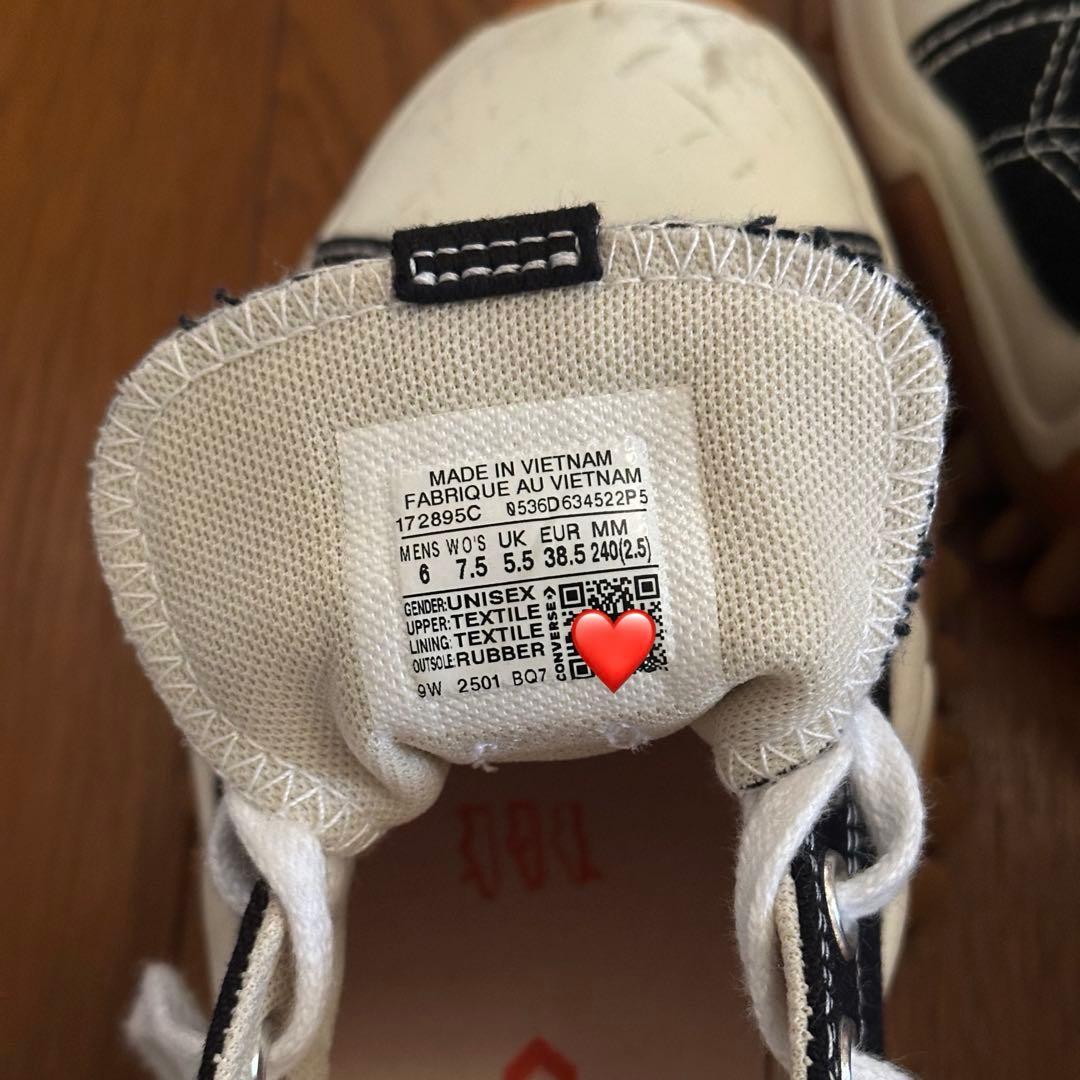 MADE IN VIETNAM
FABRIQUE AU VIETNAM
172895C 0536D634522P5
MENS WO'S UK EUR MM
6 7.5 5.5 38.5 240(2.5)
GENDER:UNISEX
UPPER:TEXTILE
LINING:TEXTILE
OUTSOLE:RUBBER
CONVERSE
9W 2501 BQ7